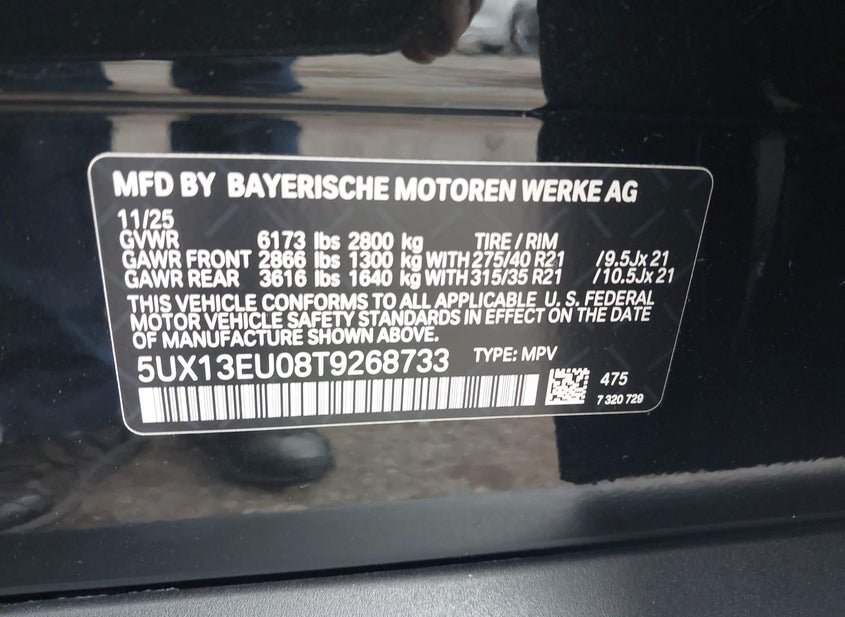 MFD BY BAYERISCHE MOTOREN WERKE AG
11/25
GVWR 6173 lbs 2800 kg TIRE / RIM
GAWR FRONT 2866 lbs 1300 kg WITH 275/40 R21 /9.5Jx 21
GAWR REAR 3616 lbs 1640 kg WITH 315/35 R21 /10.5Jx 21
THIS VEHICLE CONFORMS TO ALL APPLICABLE U. S. FEDERAL
MOTOR VEHICLE SAFETY STANDARDS IN EFFECT ON THE DATE
OF MANUFACTURE SHOWN ABOVE.
5UX13EU08T9268733 TYPE: MPV
475
7 320 729